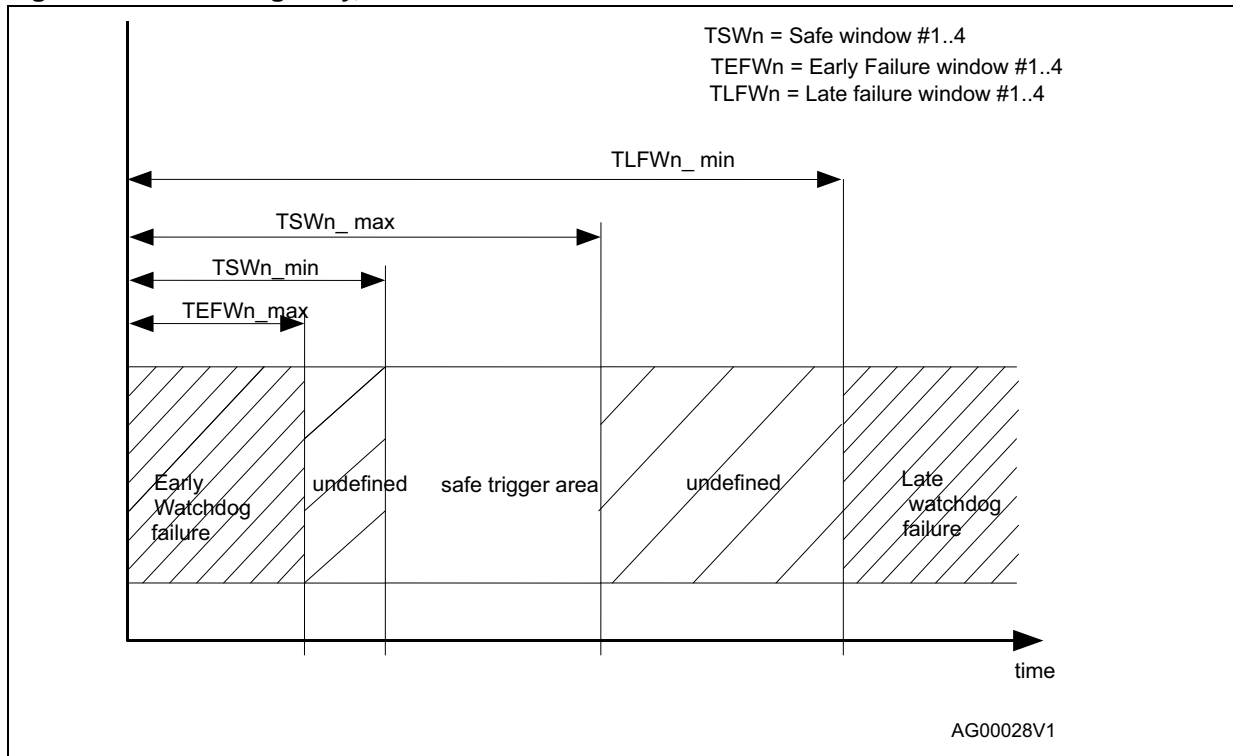 TSWn = Safe window #1..4
TEFWn = Early Failure window #1..4
TLFWn = Late failure window #1..4
TLFWn_ min
TSWn_ max
TSWn_min
TEFWn_max
Early
Watchdog
failure
undefined
safe trigger area
undefined
Late
watchdog
failure
time
AG00028V1